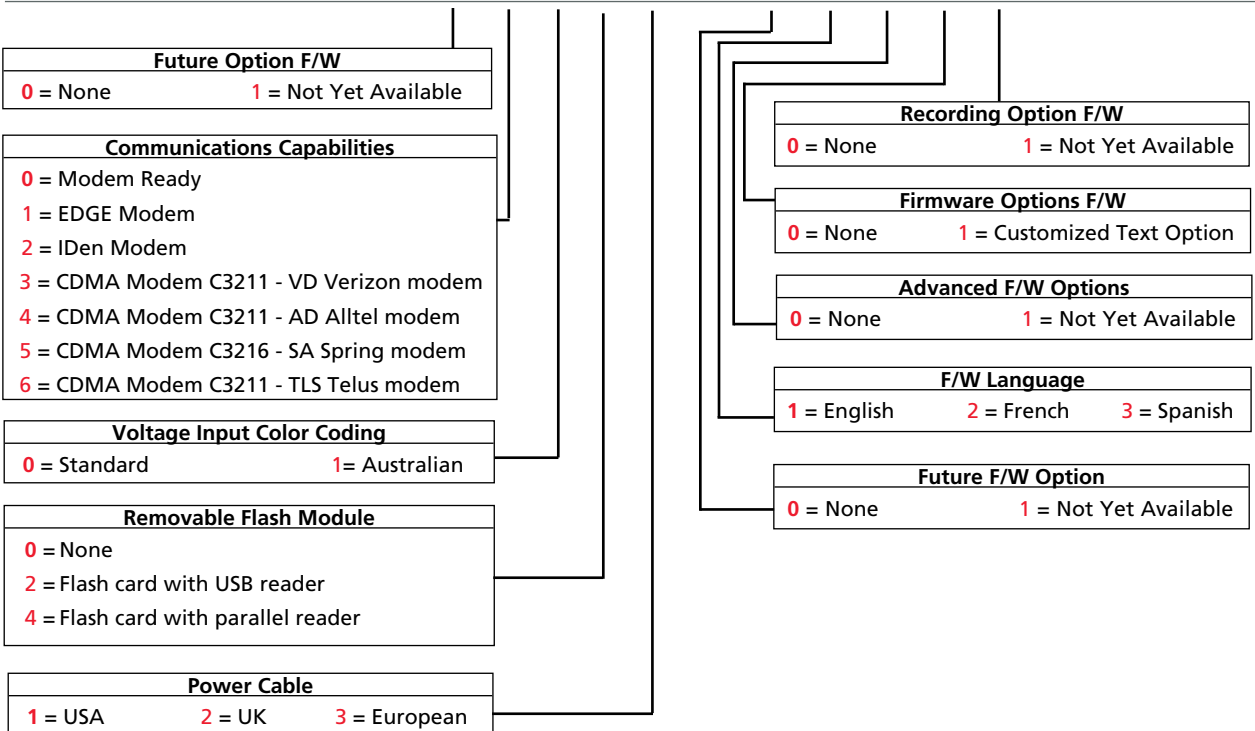 Future Option F/W
0 = None 1 = Not Yet Available
Communications Capabilities
0 = Modem Ready
1 = EDGE Modem
2 = IDen Modem
3 = CDMA Modem C3211 - VD Verizon modem
4 = CDMA Modem C3211 - AD Alltel modem
5 = CDMA Modem C3216 - SA Spring modem
6 = CDMA Modem C3211 - TLS Telus modem
Voltage Input Color Coding
0 = Standard 1= Australian
Removable Flash Module
0 = None
2 = Flash card with USB reader
4 = Flash card with parallel reader
Power Cable
1 = USA 2 = UK 3 = European
Recording Option F/W
0 = None 1 = Not Yet Available
Firmware Options F/W
0 = None 1 = Customized Text Option
Advanced F/W Options
0 = None 1 = Not Yet Available
F/W Language
1 = English 2 = French 3 = Spanish
Future F/W Option
0 = None 1 = Not Yet Available